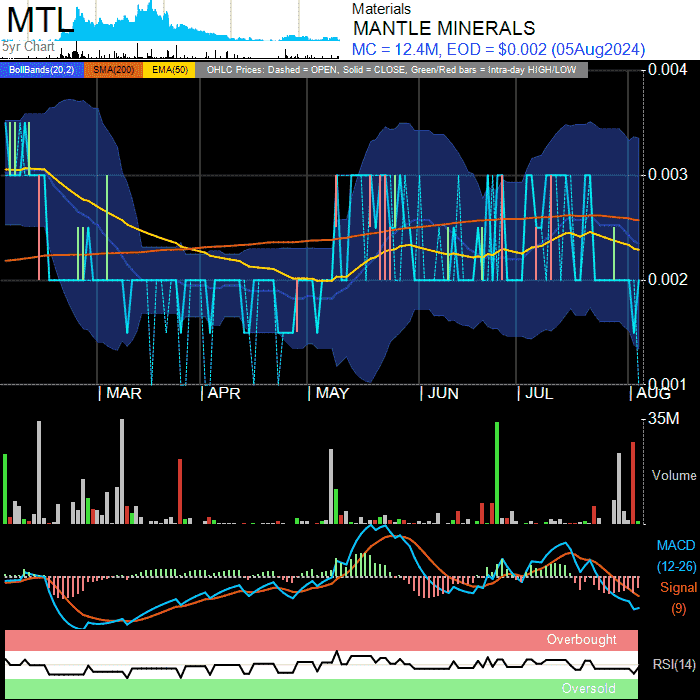 MTL
5yr Chart
Materials
MANTLE MINERALS
MC = 12.4M, EOD = $0.002 (05Aug2024)
BollBands(20,2) SMA(200) EMA(50) OHLC Prices: Dashed = OPEN, Solid = CLOSE, Green/Red bars = Intra-day HIGH/LOW
0.004
0.003
0.002
0.001
| MAR | APR | MAY | JUN | JUL | AUG
35M
Volume
MACD
(12-26)
Signal
(9)
Overbought
RSI(14)
Oversold